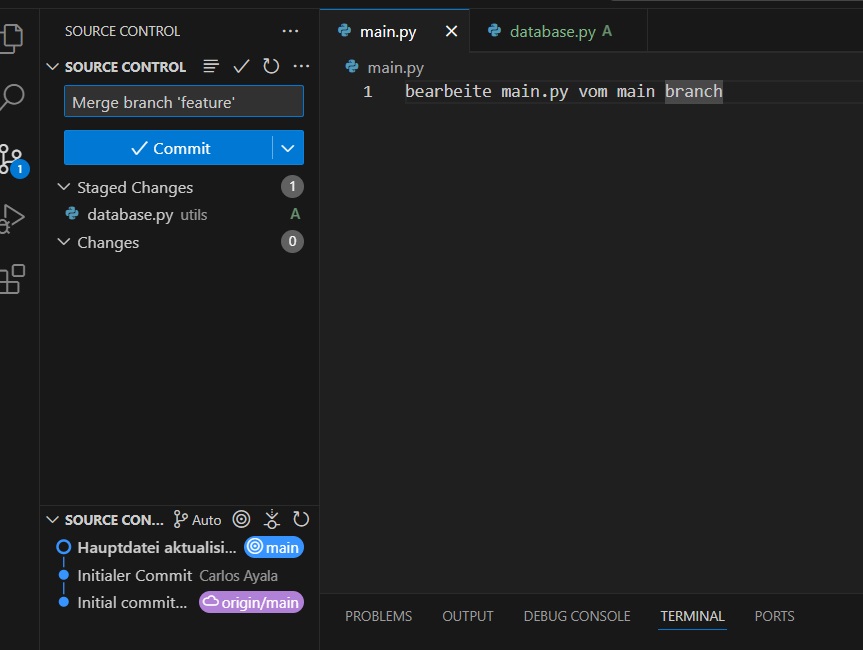 SOURCE CONTROL
SOURCE CONTROL
Merge branch 'feature'
Commit
Staged Changes 1
database.py utils A
Changes 0
1
SOURCE CON... Auto
Hauptdatei aktualisi... main
Initialer Commit Carlos Ayala
Initial commit... origin/main
main.py
database.py A
main.py
1 bearbeite main.py vom main branch
PROBLEMS OUTPUT DEBUG CONSOLE TERMINAL PORTS